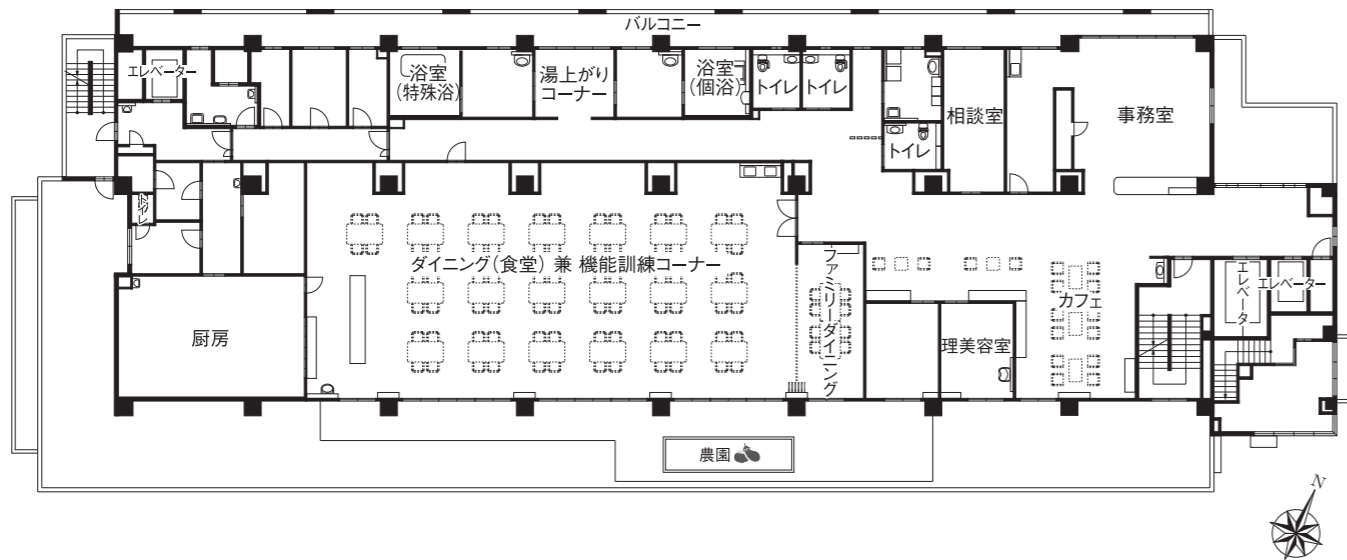 バルコニー
エレベーター
浴室
(特殊浴)
湯上がり
コーナー
浴室
(個浴)
トイレ
トイレ
トイレ
相談室
事務室
トイレ
ダイニング(食堂) 兼 機能訓練コーナー
ファミリーダイニング
カフェ
エレベーター
エレベーター
厨房
理美容室
農園
N